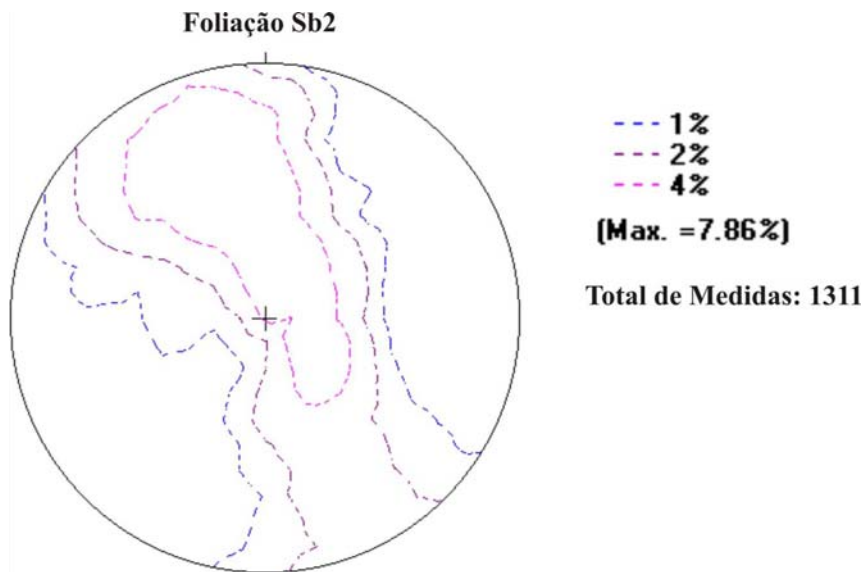 Foliação Sb2
1%
2%
4%
(Max. =7.86%)
Total de Medidas: 1311